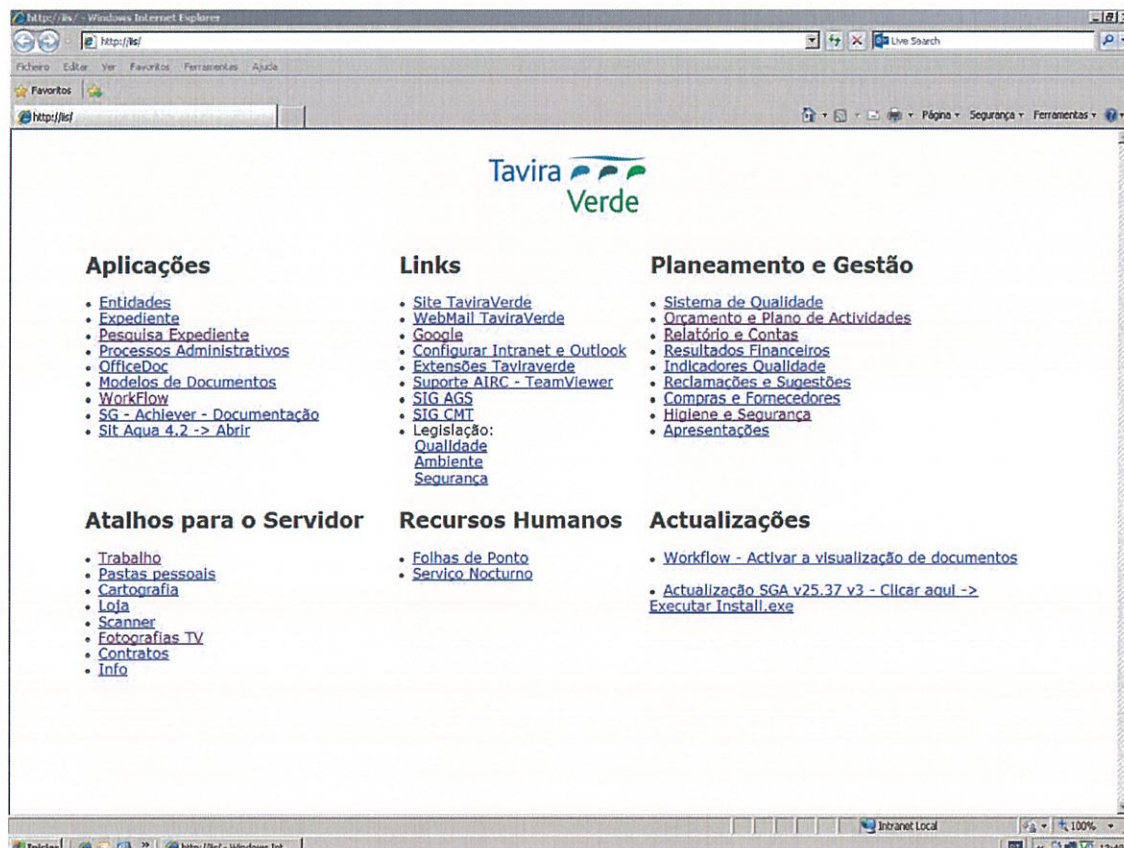 http://iis/ - Windows Internet Explorer
http://iis/
Live Search
Ficheiro Editar Ver Favoritos Ferramentas Ajuda
Favoritos
http://iis/
Página Segurança Ferramentas
Tavira
Verde
Aplicações
• Entidades
• Expediente
• Pesquisa Expediente
• Processos Administrativos
• OfficeDoc
• Modelos de Documentos
• WorkFlow
• SG - Achiever - Documentação
• Sit Aqua 4.2 -> Abrir
Links
• Site TaviraVerde
• WebMail TaviraVerde
• Google
• Configurar Intranet e Outlook
• Extensões Taviraverde
• Suporte AIRC - TeamViewer
• SIG AGS
• SIG CMT
• Legislação:
Qualidade
Ambiente
Segurança
Planeamento e Gestão
• Sistema de Qualidade
• Orçamento e Plano de Actividades
• Relatório e Contas
• Resultados Financeiros
• Indicadores Qualidade
• Reclamações e Sugestões
• Compras e Fornecedores
• Higiene e Segurança
• Apresentações
Atalhos para o Servidor
• Trabalho
• Pastas pessoais
• Cartografia
• Loja
• Scanner
• Fotografias TV
• Contratos
• Info
Recursos Humanos
• Folhas de Ponto
• Serviço Nocturno
Actualizações
• Workflow - Activar a visualização de documentos
• Actualização SGA v25.37 v3 - Clicar aqui ->
Executar Install.exe
Intranet Local
100%
Iniciar
http://iis/ - Windows Int...